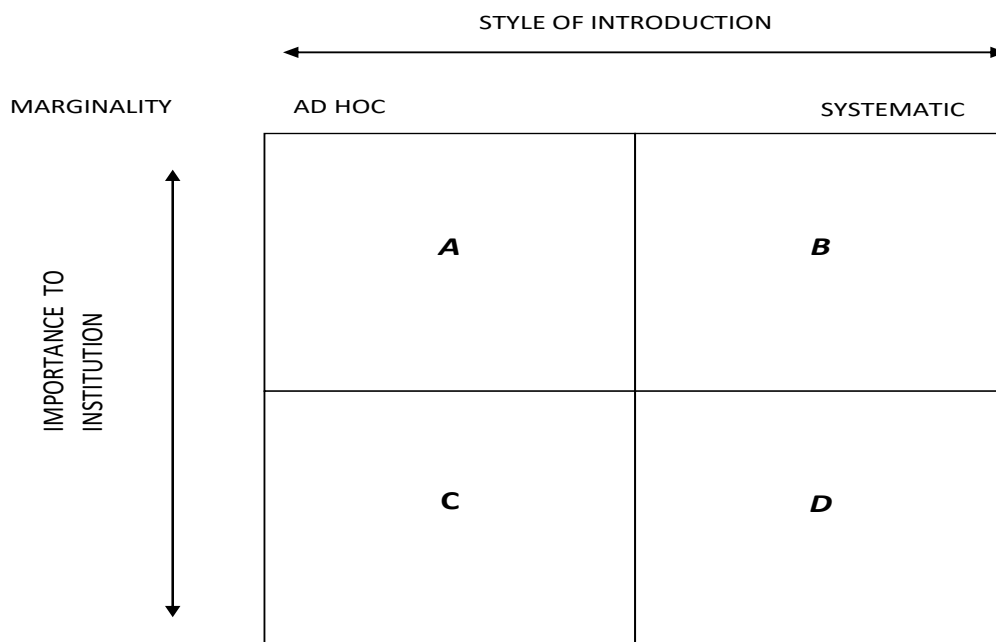 STYLE OF INTRODUCTION
MARGINALITY
AD HOC
SYSTEMATIC
A
B
IMPORTANCE TO
INSTITUTION
C
D